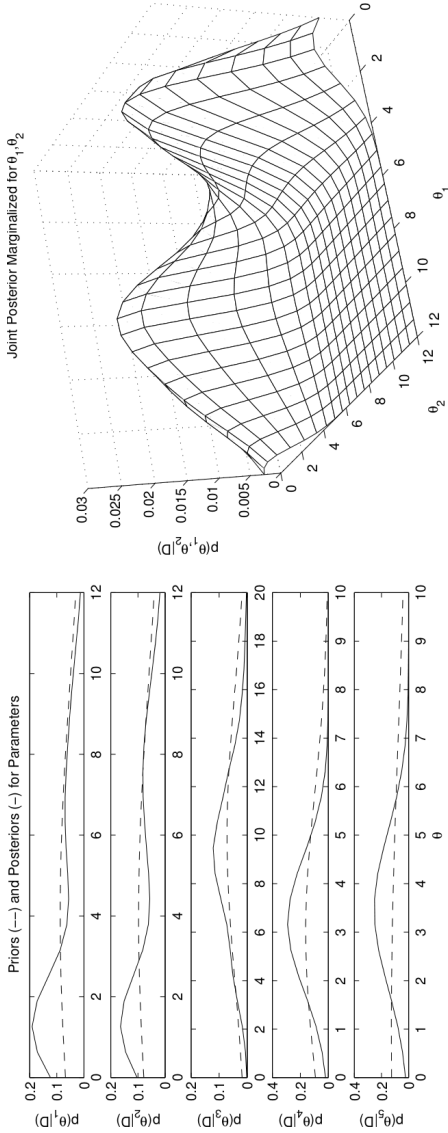 Priors (−−) and Posteriors (−) for Parameters
0.2
0.1
0
p(θ1|D)
0 2 4 6 8 10 12
0.2
0.1
0
p(θ2|D)
0 2 4 6 8 10 12
0.2
0.1
0
p(θ3|D)
0 2 4 6 8 10 12 14 16 18 20
0.4
0.2
0
p(θ4|D)
0 1 2 3 4 5 6 7 8 9 10
0.4
0.2
0
p(θ5|D)
0 1 2 3 4 5 6 7 8 9 10
θ
Joint Posterior Marginalized for θ1,θ2
0.03
0.025
0.02
0.015
0.01
0.005
0
p(θ1,θ2|D)
0 2 4 6 8 10 12
θ2
12 10 8 6 4 2 0
θ1